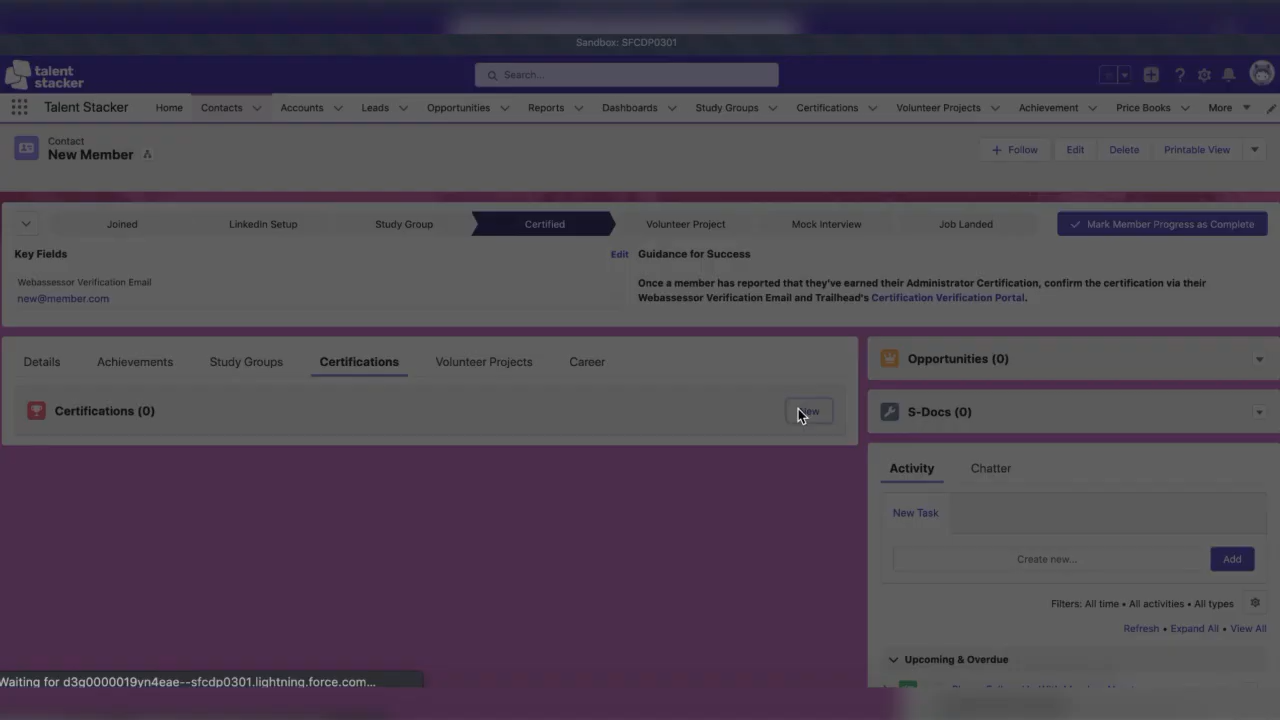 Sandbox: SFCDP0301
talent
stacker
Search...
Talent Stacker
Home
Contacts
Accounts
Leads
Opportunities
Reports
Dashboards
Study Groups
Certifications
Volunteer Projects
Achievement
Price Books
More
Contact
New Member
Follow
Edit
Delete
Printable View
Joined
LinkedIn Setup
Study Group
Certified
Volunteer Project
Mock Interview
Job Landed
Mark Member Progress as Complete
Key Fields
Edit
Guidance for Success
Webassessor Verification Email
new@member.com
Once a member has reported that they've earned their Administrator Certification, confirm the certification via their
Webassessor Verification Email and Trailhead's Certification Verification Portal.
Details
Achievements
Study Groups
Certifications
Volunteer Projects
Career
Certifications (0)
Opportunities (0)
S-Docs (0)
Activity
Chatter
New Task
Create new...
Add
Filters: All time • All activities • All types
Refresh • Expand All • View All
Upcoming & Overdue
Waiting for d3g0000019yn4eae--sfcdp0301.lightning.force.com...